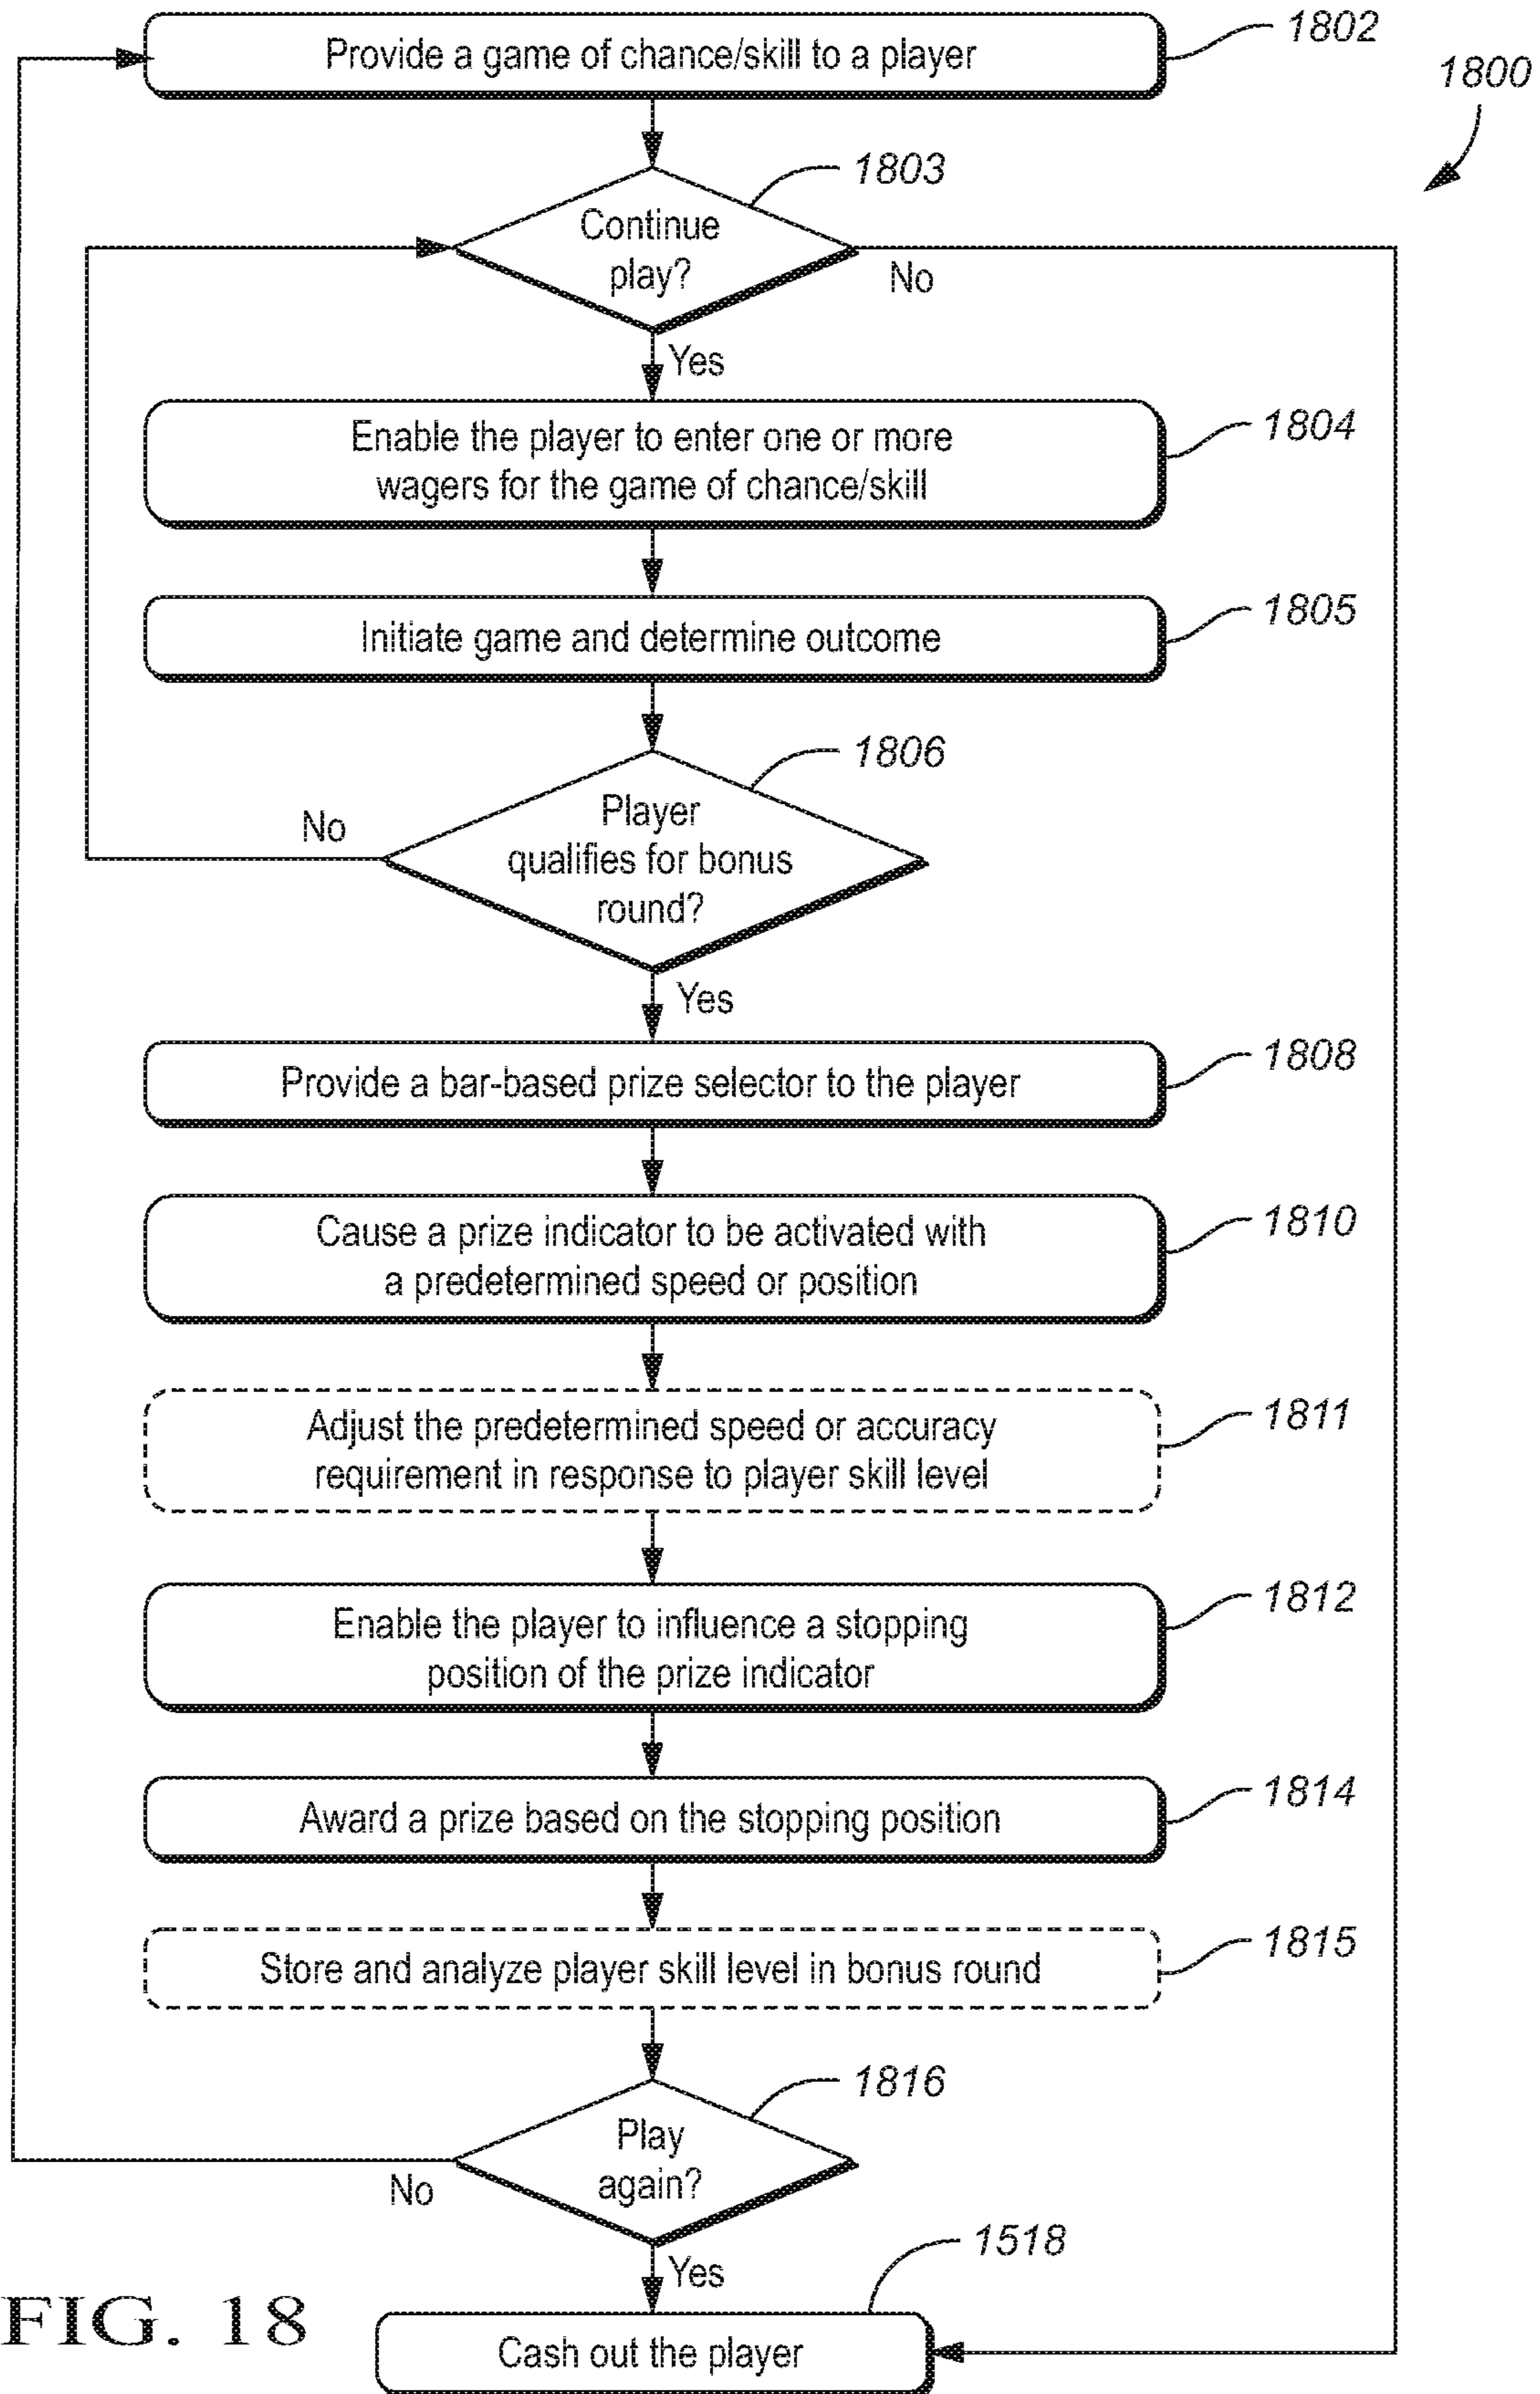 Provide a game of chance/skill to a player
1802
1800
1803
Continue
play?
No
Yes
Enable the player to enter one or more
wagers for the game of chance/skill
1804
Initiate game and determine outcome
1805
1806
Player
qualifies for bonus
round?
No
Yes
Provide a bar-based prize selector to the player
1808
Cause a prize indicator to be activated with
a predetermined speed or position
1810
Adjust the predetermined speed or accuracy
requirement in response to player skill level
1811
Enable the player to influence a stopping
position of the prize indicator
1812
Award a prize based on the stopping position
1814
Store and analyze player skill level in bonus round
1815
1816
Play
again?
No
Yes
1518
Cash out the player
FIG. 18